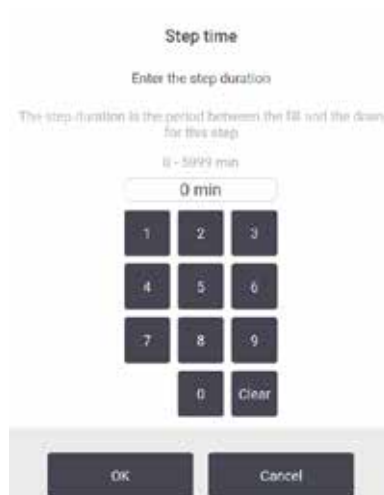 Step time
Enter the step duration
The step duration is the period between the fill and the down
for this step
0 - 5999 min
0 min
1 2 3
4 5 6
7 8 9
0 Clear
OK Cancel